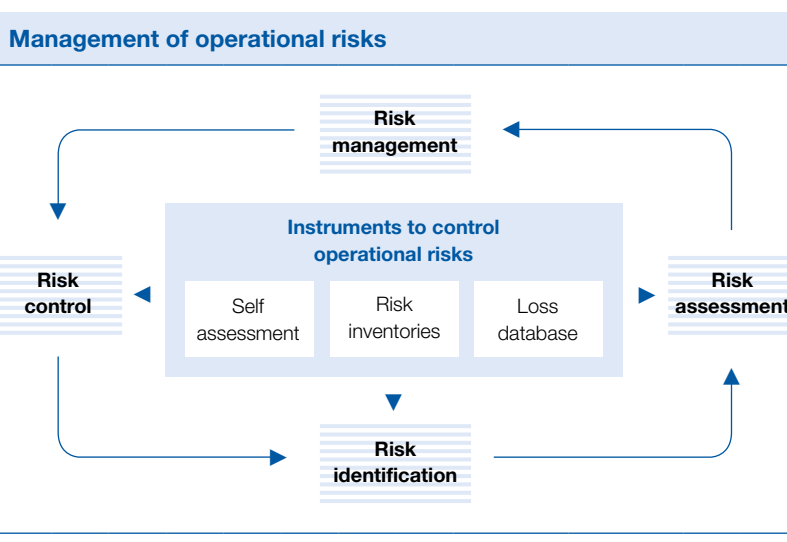 Management of operational risks
Risk
management
Instruments to control
operational risks
Risk
control
Self
assessment
Risk
inventories
Loss
database
Risk
assessment
Risk
identification